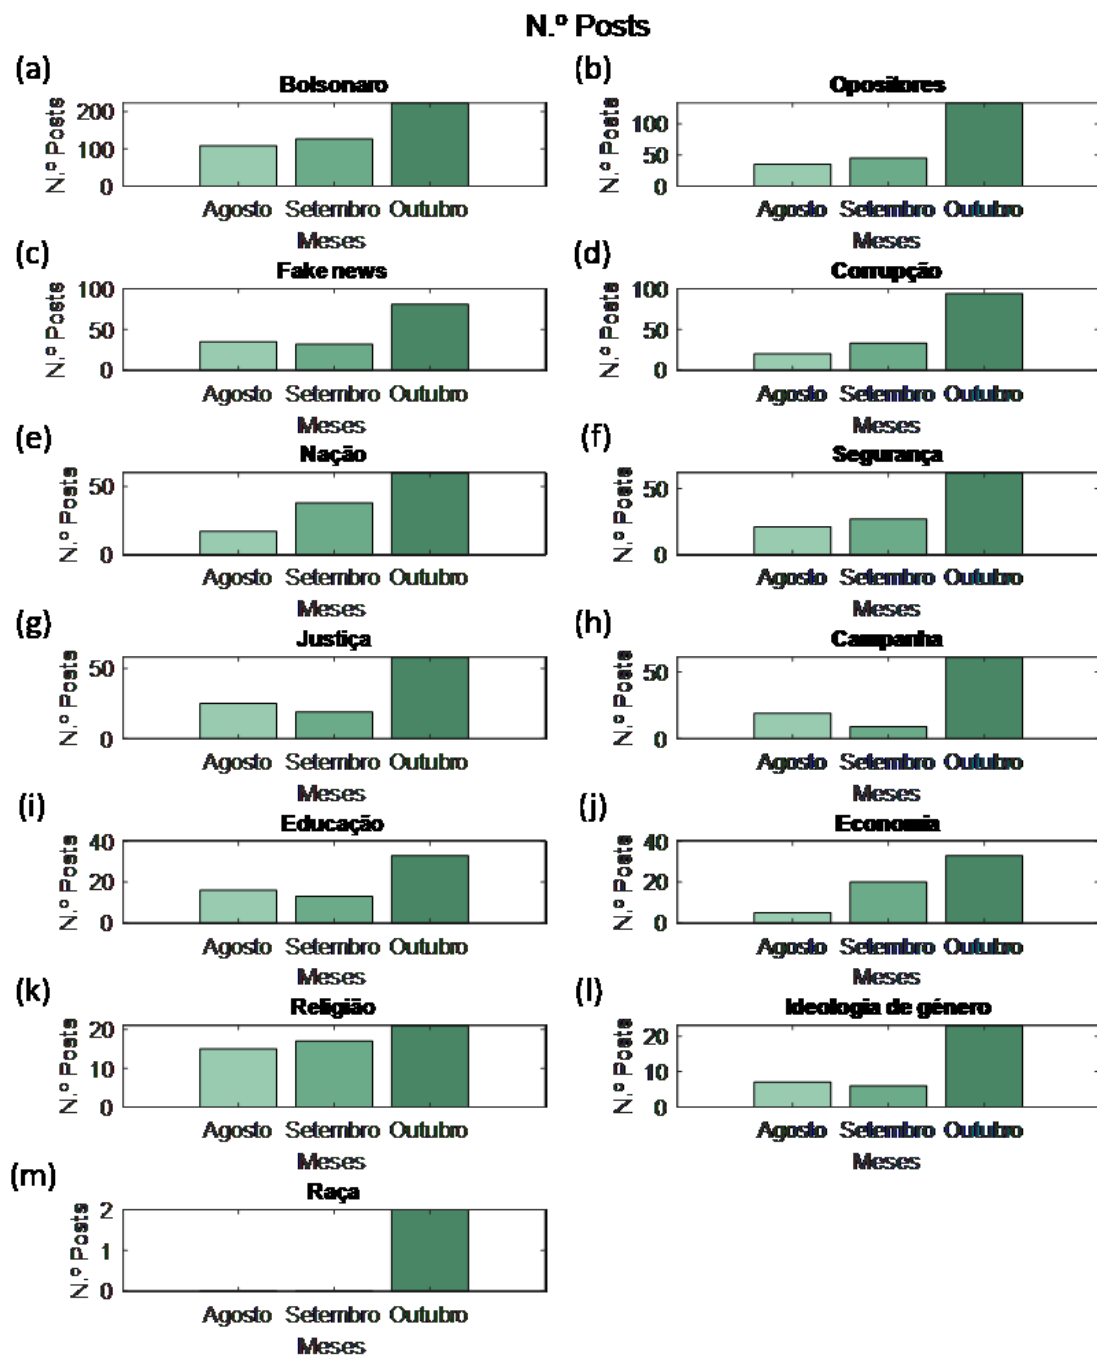 N.º Posts
(a)
Bolsonaro
N.º Posts
200
100
0
Agosto Setembro Outubro
Meses
(b)
Opositores
N.º Posts
100
50
0
Agosto Setembro Outubro
Meses
(c)
Fake news
N.º Posts
100
50
0
Agosto Setembro Outubro
Meses
(d)
Corrupção
N.º Posts
100
50
0
Agosto Setembro Outubro
Meses
(e)
Nação
N.º Posts
50
0
Agosto Setembro Outubro
Meses
(f)
Segurança
N.º Posts
50
0
Agosto Setembro Outubro
Meses
(g)
Justiça
N.º Posts
50
0
Agosto Setembro Outubro
Meses
(h)
Campanha
N.º Posts
50
0
Agosto Setembro Outubro
Meses
(i)
Educação
N.º Posts
40
20
0
Agosto Setembro Outubro
Meses
(j)
Economia
N.º Posts
40
20
0
Agosto Setembro Outubro
Meses
(k)
Religião
N.º Posts
20
10
0
Agosto Setembro Outubro
Meses
(l)
Ideologia de género
N.º Posts
20
10
0
Agosto Setembro Outubro
Meses
(m)
Raça
N.º Posts
2
1
0
Agosto Setembro Outubro
Meses